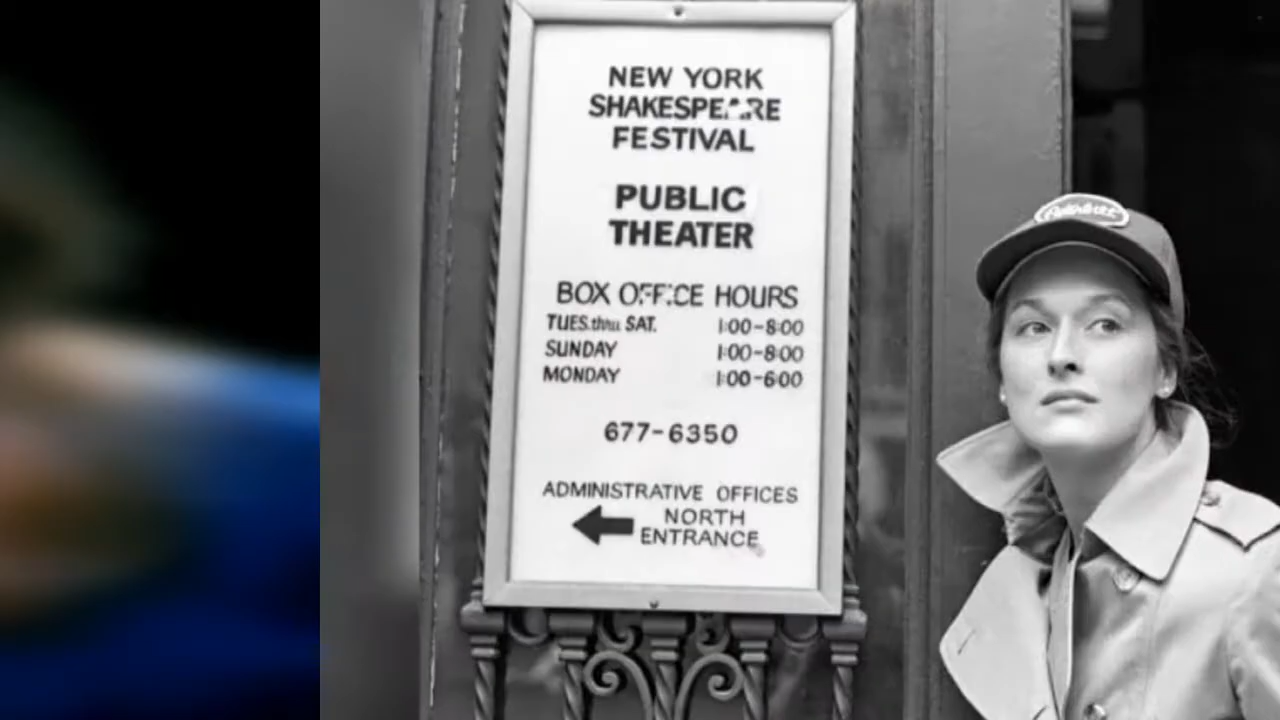 NEW YORK
SHAKESPEARE
FESTIVAL
PUBLIC
THEATER
BOX OFFICE HOURS
TUES. thru SAT. 1:00-8:00
SUNDAY 1:00-8:00
MONDAY 1:00-6:00
677-6350
ADMINISTRATIVE OFFICES
NORTH
ENTRANCE